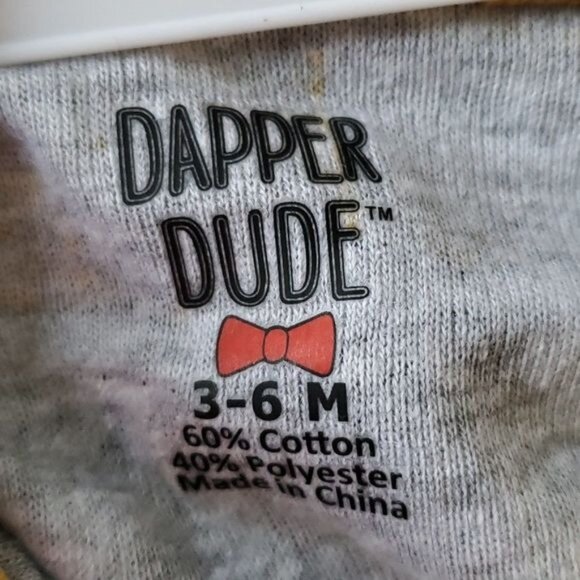 DAPPER
DUDE™
3-6 M
60% Cotton
40% Polyester
Made in China